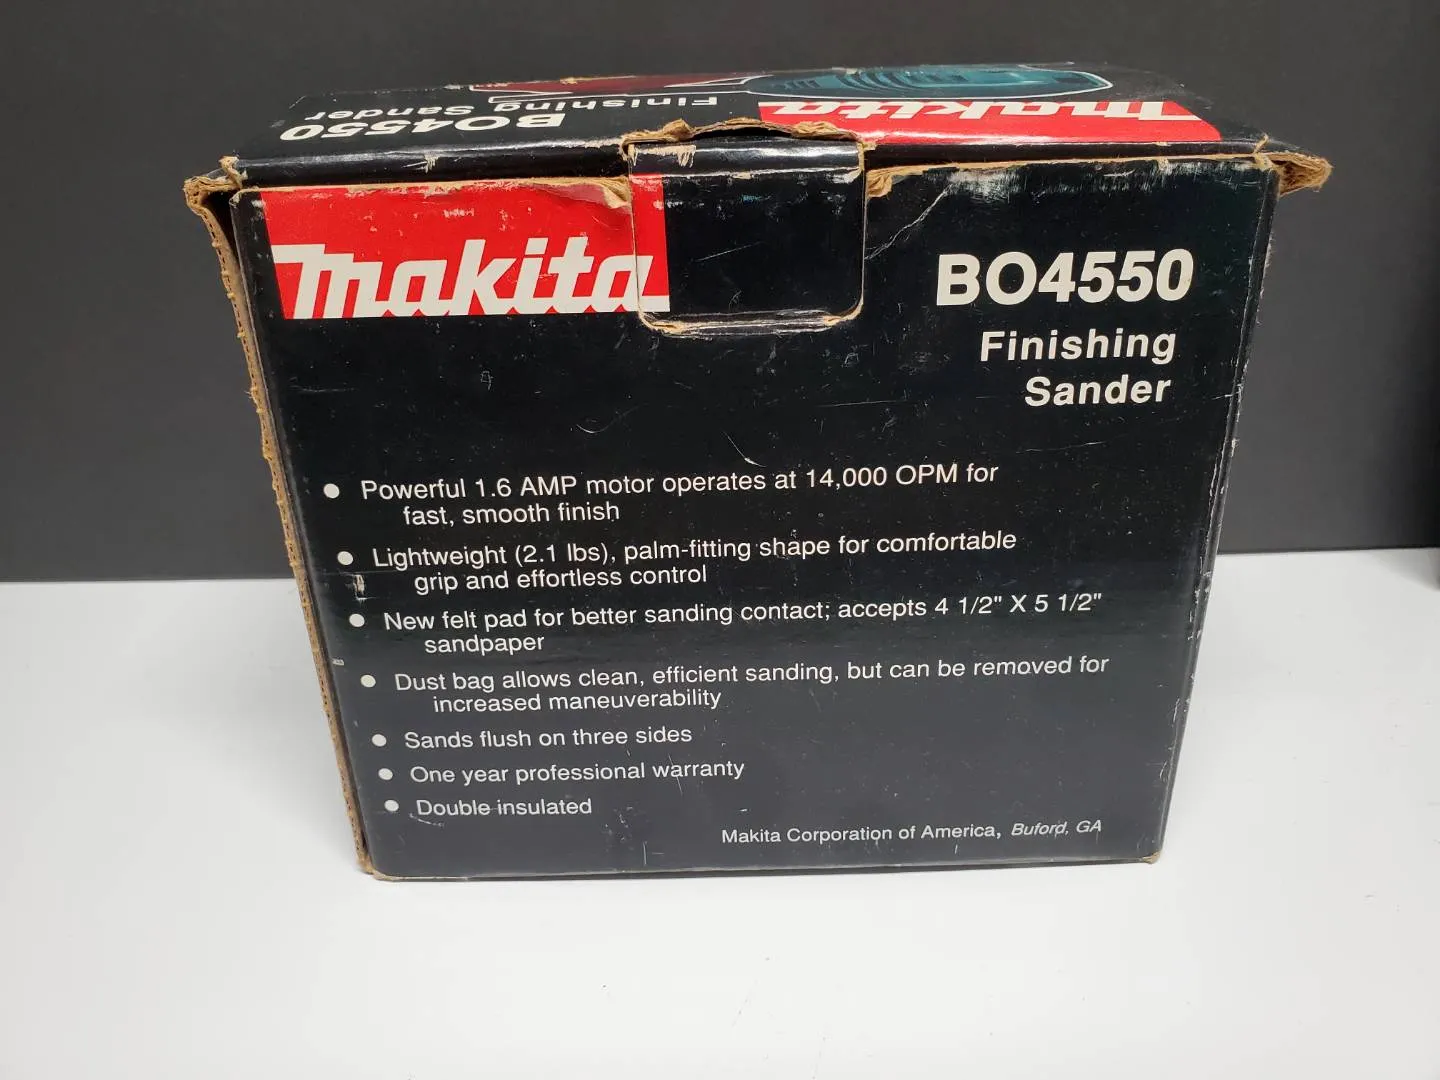 BO4550
Finishing
Sander
makita
makita
BO4550
Finishing
Sander
● Powerful 1.6 AMP motor operates at 14,000 OPM for
fast, smooth finish
● Lightweight (2.1 lbs), palm-fitting shape for comfortable
grip and effortless control
● New felt pad for better sanding contact; accepts 4 1/2" X 5 1/2"
sandpaper
● Dust bag allows clean, efficient sanding, but can be removed for
increased maneuverability
● Sands flush on three sides
● One year professional warranty
● Double insulated
Makita Corporation of America, Buford, GA